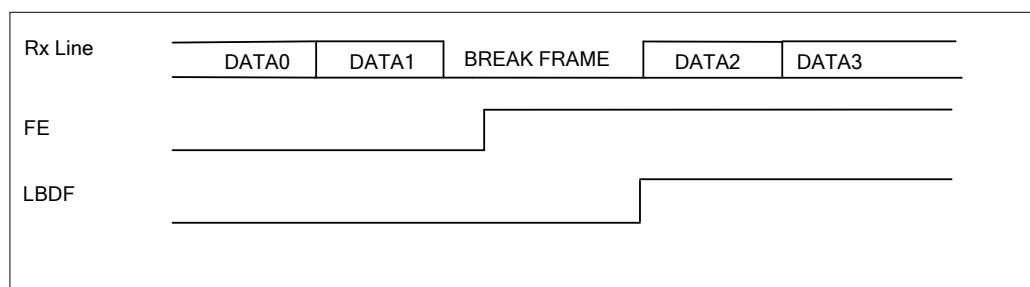 Rx Line
DATA0 DATA1 BREAK FRAME DATA2 DATA3
FE
LBDF